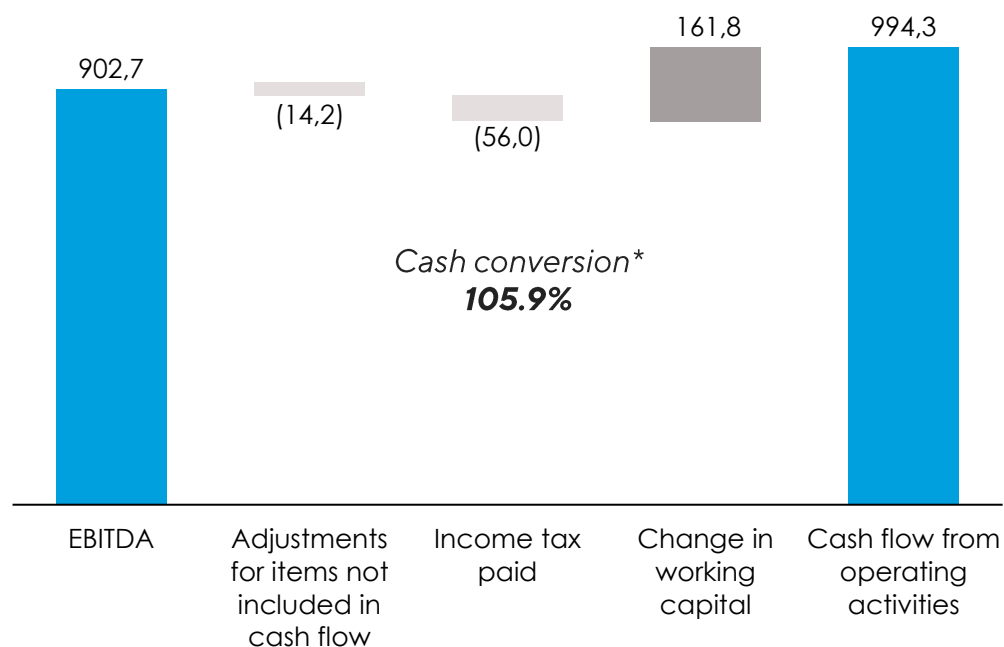 161,8
994,3
902,7
(14,2)
(56,0)
Cash conversion*
105.9%
EBITDA
Adjustments
for items not
included in
cash flow
Income tax
paid
Change in
working
capital
Cash flow from
operating
activities